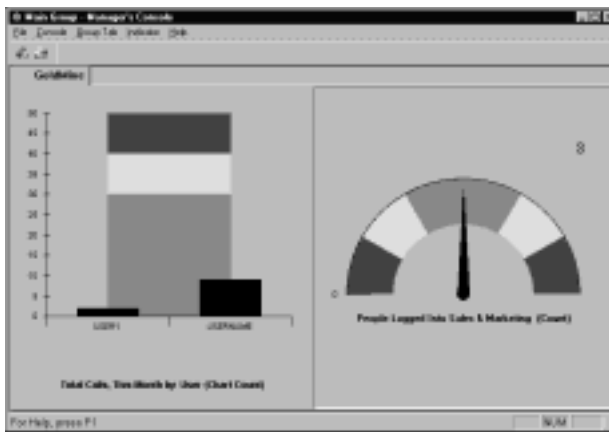 Main Group - Manager's Console
File Console Group Tab Indicator Help
GoldMine
50
45
40
35
30
25
20
15
10
5
0
USER1 USERNAME
Total Calls, This Month by User (Chart Count)
8
0
People Logged Into Sales & Marketing (Count)
For Help, press F1
NUM